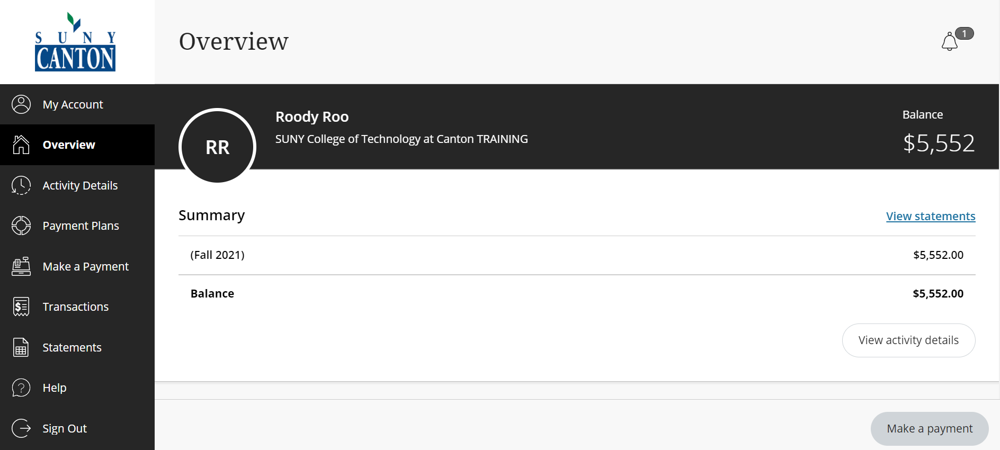 SUNY
CANTON
Overview
1
My Account
Overview
Activity Details
Payment Plans
Make a Payment
Transactions
Statements
Help
Sign Out
RR
Roody Roo
SUNY College of Technology at Canton TRAINING
Balance
$5,552
Summary
View statements
(Fall 2021) $5,552.00
Balance $5,552.00
View activity details
Make a payment